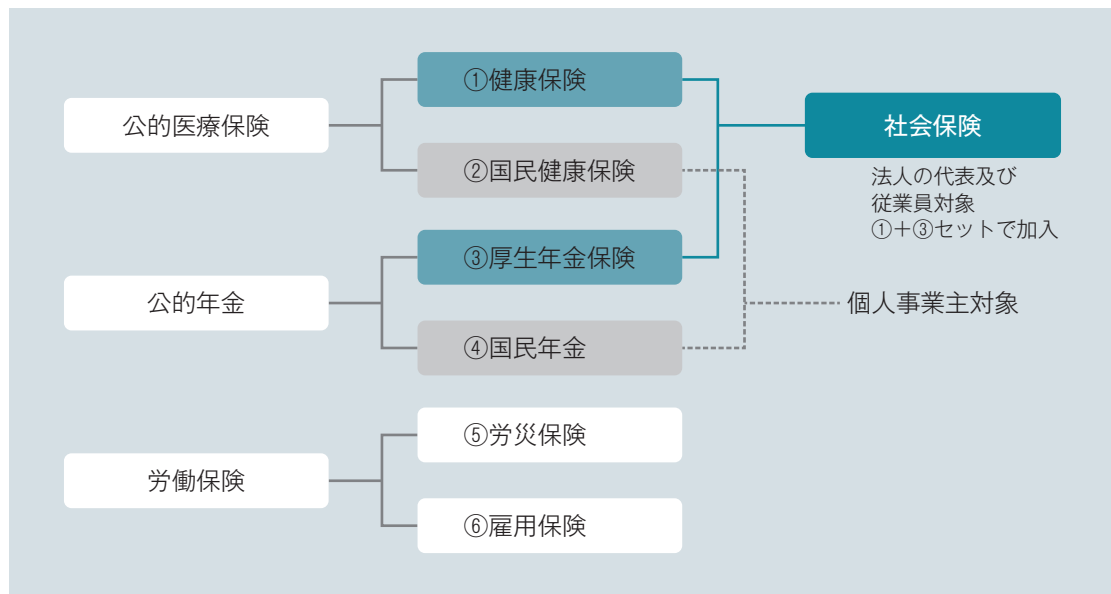 公的医療保険
①健康保険
②国民健康保険
公的年金
③厚生年金保険
④国民年金
労働保険
⑤労災保険
⑥雇用保険
社会保険
法人の代表及び
従業員対象
①＋③セットで加入
個人事業主対象